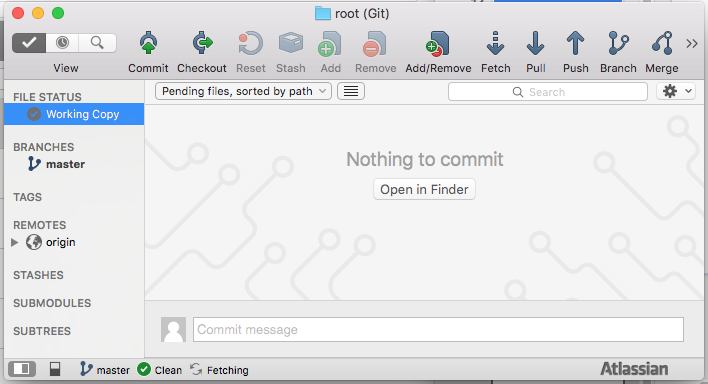 root (Git)
View
Commit
Checkout
Reset
Stash
Add
Remove
Add/Remove
Fetch
Pull
Push
Branch
Merge
FILE STATUS
Working Copy
BRANCHES
master
TAGS
REMOTES
origin
STASHES
SUBMODULES
SUBTREES
Pending files, sorted by path
Search
Nothing to commit
Open in Finder
Commit message
master
Clean
Fetching
Atlassian